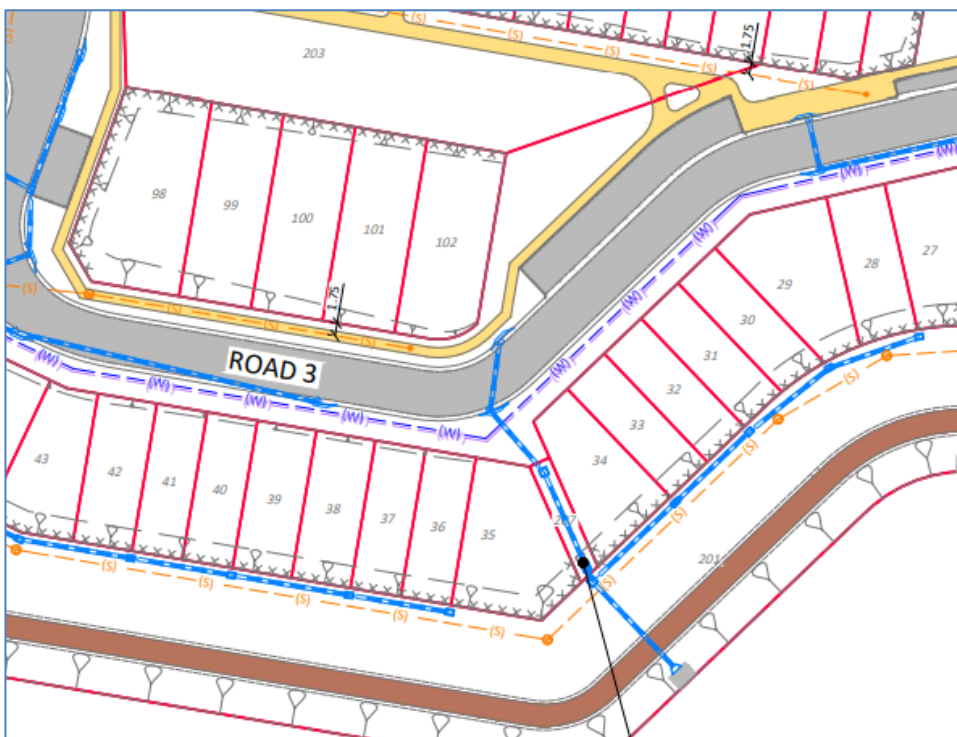 (S)
(S)
(S)
(S)
(S)
(S)
1.75
203
98
99
100
101
102
1.75
(S)
(S)
(S)
(S)
ROAD 3
(W)
(W)
(W)
(W)
(W)
(W)
(W)
(W)
(W)
(W)
27
28
29
30
31
32
33
34
43
42
41
40
39
38
37
36
35
(S)
(S)
(S)
(S)
(S)
(S)
(S)
(S)
(S)
201